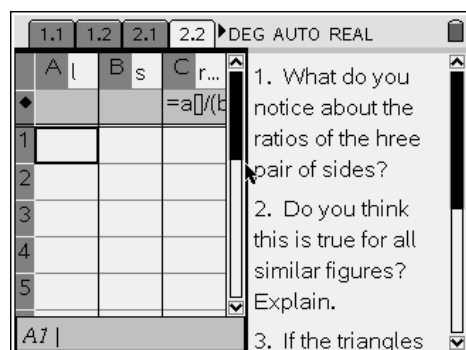 1.1 1.2 2.1 2.2 DEG AUTO REAL
A l B s C r...
◆ =a[]/(b
1
2
3
4
5
A1
1. What do you
notice about the
ratios of the hree
pair of sides?
2. Do you think
this is true for all
similar figures?
Explain.
3. If the triangles